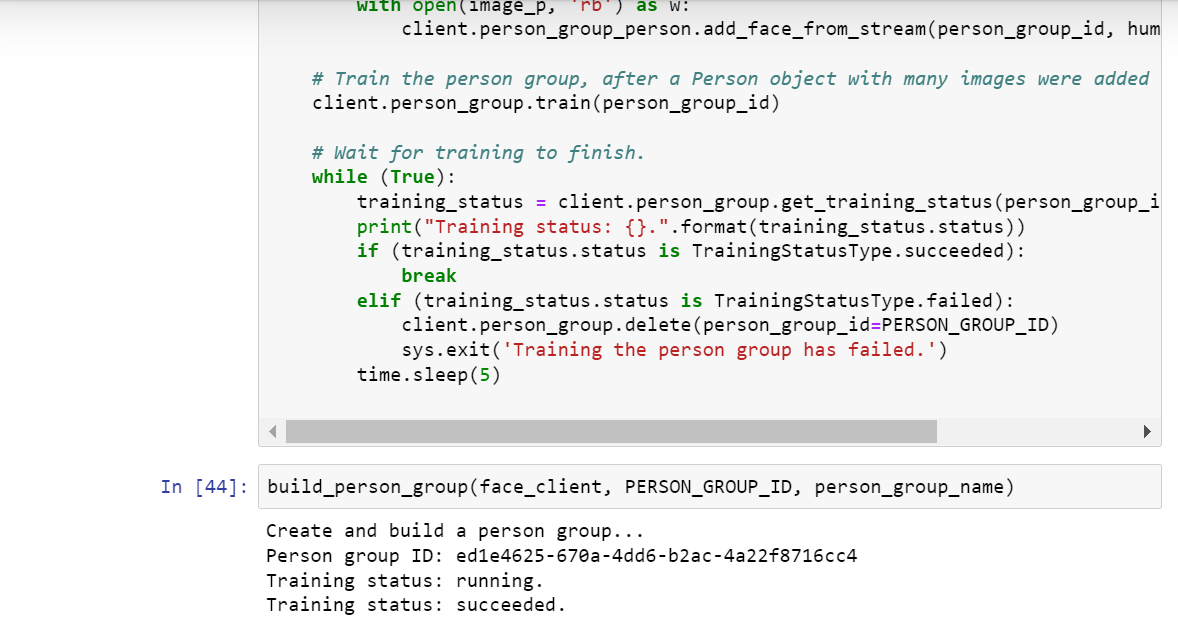 with open(image_p, 'rb') as w:
client.person_group_person.add_face_from_stream(person_group_id, hum
# Train the person group, after a Person object with many images were added
client.person_group.train(person_group_id)
# Wait for training to finish.
while (True):
training_status = client.person_group.get_training_status(person_group_i
print("Training status: {}.".format(training_status.status))
if (training_status.status is TrainingStatusType.succeeded):
break
elif (training_status.status is TrainingStatusType.failed):
client.person_group.delete(person_group_id=PERSON_GROUP_ID)
sys.exit('Training the person group has failed.')
time.sleep(5)
In [44]: build_person_group(face_client, PERSON_GROUP_ID, person_group_name)
Create and build a person group...
Person group ID: ed1e4625-670a-4dd6-b2ac-4a22f8716cc4
Training status: running.
Training status: succeeded.